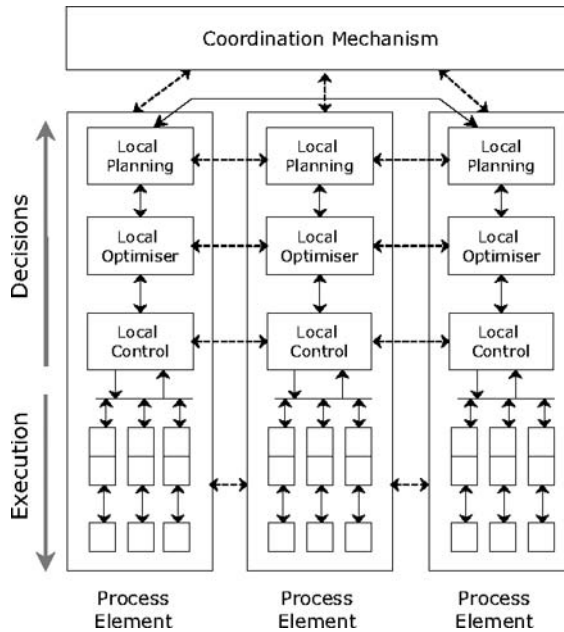 Coordination Mechanism
Decisions
Execution
Local
Planning
Local
Optimiser
Local
Control
Process
Element
Local
Planning
Local
Optimiser
Local
Control
Process
Element
Local
Planning
Local
Optimiser
Local
Control
Process
Element